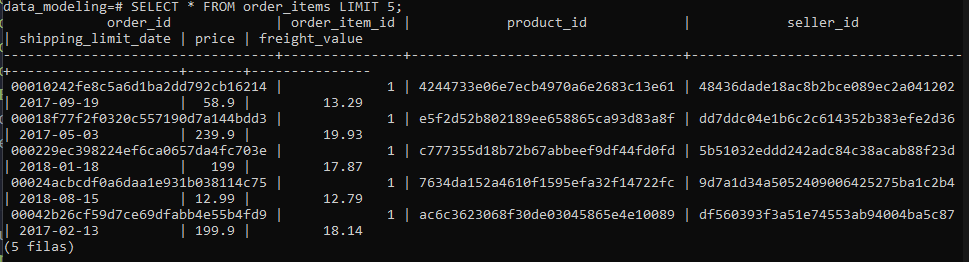 data_modeling=# SELECT * FROM order_items LIMIT 5;
order_id | order_item_id | product_id | seller_id
| shipping_limit_date | price | freight_value
----------------------------------+---------------+----------------------------------+----------------------------------
+---------------------+-------+---------------
00010242fe8c5a6d1ba2dd792cb16214 | 1 | 4244733e06e7ecb4970a6e2683c13e61 | 48436dade18ac8b2bce089ec2a041202
| 2017-09-19 | 58.9 | 13.29
00018f77f2f0320c557190d7a144bdd3 | 1 | e5f2d52b802189ee658865ca93d83a8f | dd7ddc04e1b6c2c614352b383efe2d36
| 2017-05-03 | 239.9 | 19.93
000229ec398224ef6ca0657da4fc703e | 1 | c777355d18b72b67abbeef9df44fd0fd | 5b51032eddd242adc84c38acab88f23d
| 2018-01-18 | 199 | 17.87
00024acbcdf0a6daa1e931b038114c75 | 1 | 7634da152a4610f1595efa32f14722fc | 9d7a1d34a5052409006425275ba1c2b4
| 2018-08-15 | 12.99 | 12.79
00042b26cf59d7ce69dfabb4e55b4fd9 | 1 | ac6c3623068f30de03045865e4e10089 | df560393f3a51e74553ab94004ba5c87
| 2017-02-13 | 199.9 | 18.14
(5 filas)